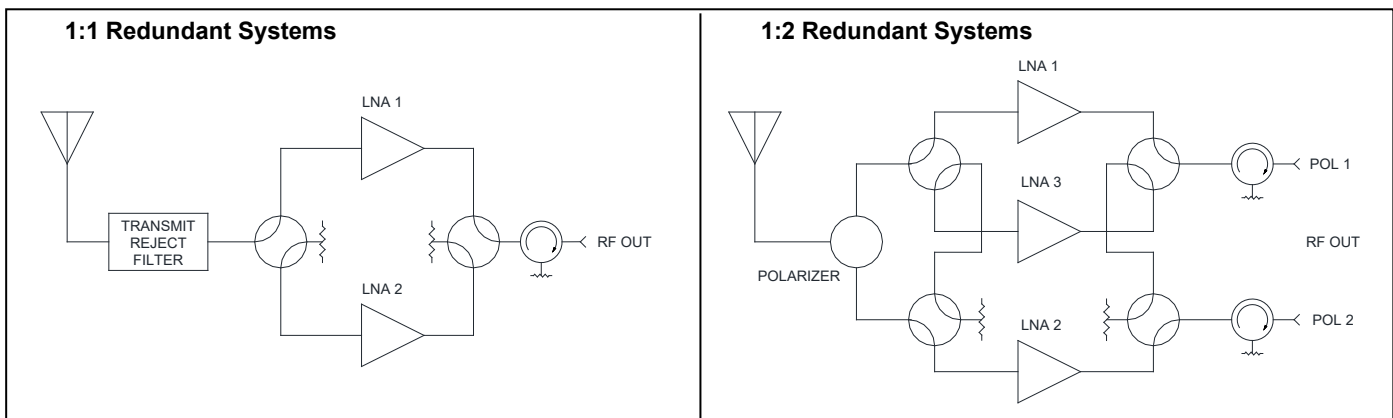 1:1 Redundant Systems
LNA 1
TRANSMIT
REJECT
FILTER
RF OUT
LNA 2
1:2 Redundant Systems
LNA 1
POL 1
LNA 3
RF OUT
POLARIZER
LNA 2
POL 2